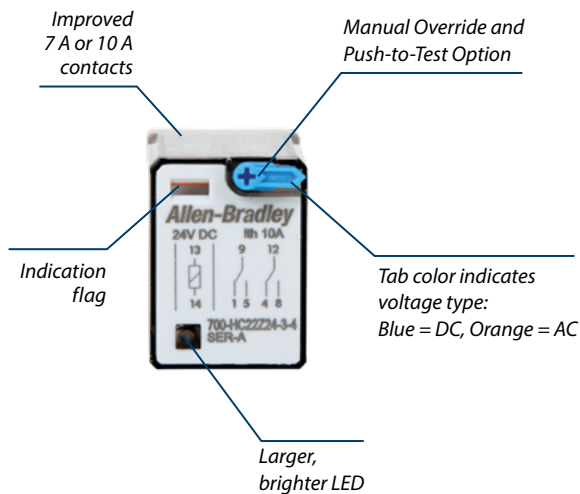 Improved
7 A or 10 A
contacts
Manual Override and
Push-to-Test Option
Allen-Bradley
24V DC Ith 10A
13 9 12
14 1 5 4 8
700-HC22Z24-3-4
SER-A
Indication
flag
Tab color indicates
voltage type:
Blue = DC, Orange = AC
Larger,
brighter LED